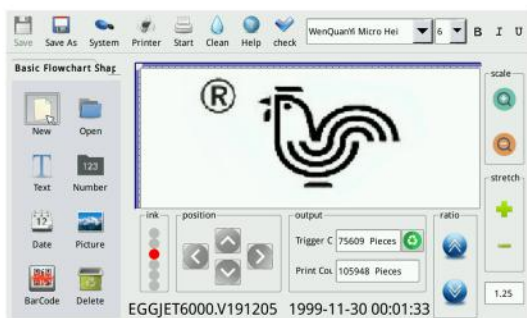 Save Save As System Printer Start Clean Help check WenQuanYi Micro Hei 6 B I U
Basic Flowchart Shap
New Open
Text Number
123
Date Picture
12
BarCode Delete
®
scale
stretch
1.25
ink position output ratio
Trigger C 75609 Pieces
Print Cou 105948 Pieces
EGGJET6000.V191205 1999-11-30 00:01:33